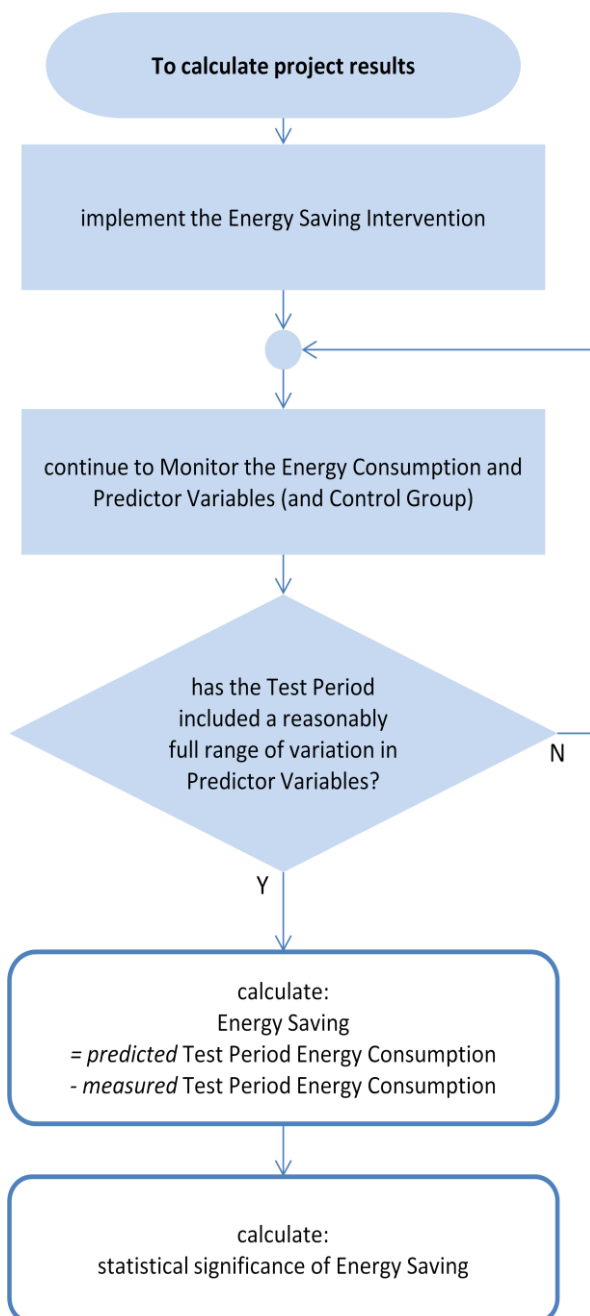 To calculate project results
implement the Energy Saving Intervention
continue to Monitor the Energy Consumption and
Predictor Variables (and Control Group)
has the Test Period
included a reasonably
full range of variation in
Predictor Variables?
N
Y
calculate:
Energy Saving
= predicted Test Period Energy Consumption
- measured Test Period Energy Consumption
calculate:
statistical significance of Energy Saving